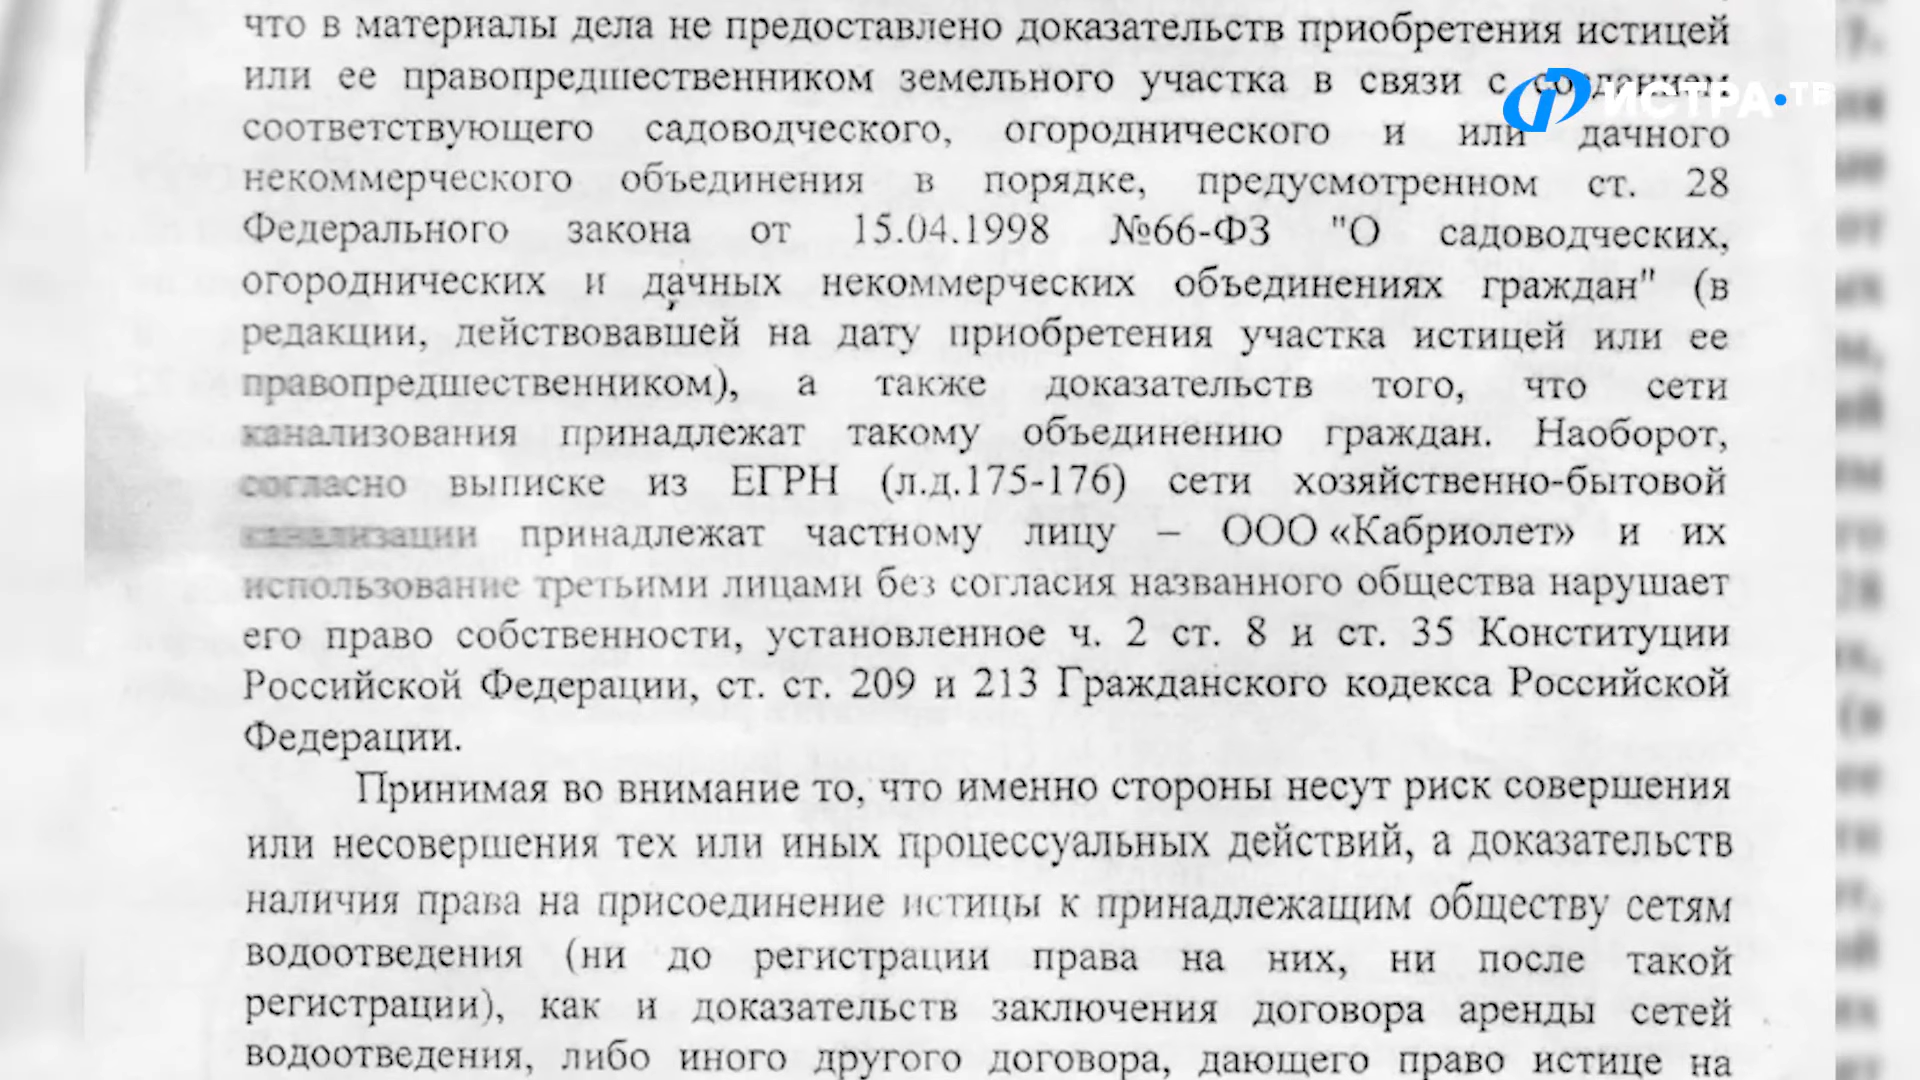 что в материалы дела не предоставлено доказательств приобретения истицей
или ее правопредшественником земельного участка в связи с созданием
ИСТРА·ТВ
соответствующего садоводческого, огороднического и или дачного
некоммерческого объединения в порядке, предусмотренном ст. 28
Федерального закона от 15.04.1998 №66-ФЗ "О садоводческих,
огороднических и дачных некоммерческих объединениях граждан" (в
редакции, действовавшей на дату приобретения участка истицей или ее
правопредшественником), а также доказательств того, что сети
канализования принадлежат такому объединению граждан. Наоборот,
согласно выписке из ЕГРН (л.д.175-176) сети хозяйственно-бытовой
канализации принадлежат частному лицу – ООО «Кабриолет» и их
использование третьими лицами без согласия названного общества нарушает
его право собственности, установленное ч. 2 ст. 8 и ст. 35 Конституции
Российской Федерации, ст. ст. 209 и 213 Гражданского кодекса Российской
Федерации.
Принимая во внимание то, что именно стороны несут риск совершения
или несовершения тех или иных процессуальных действий, а доказательств
наличия права на присоединение истицы к принадлежащим обществу сетям
водоотведения (ни до регистрации права на них, ни после такой
регистрации), как и доказательств заключения договора аренды сетей
водоотведения, либо иного другого договора, дающего право истице на